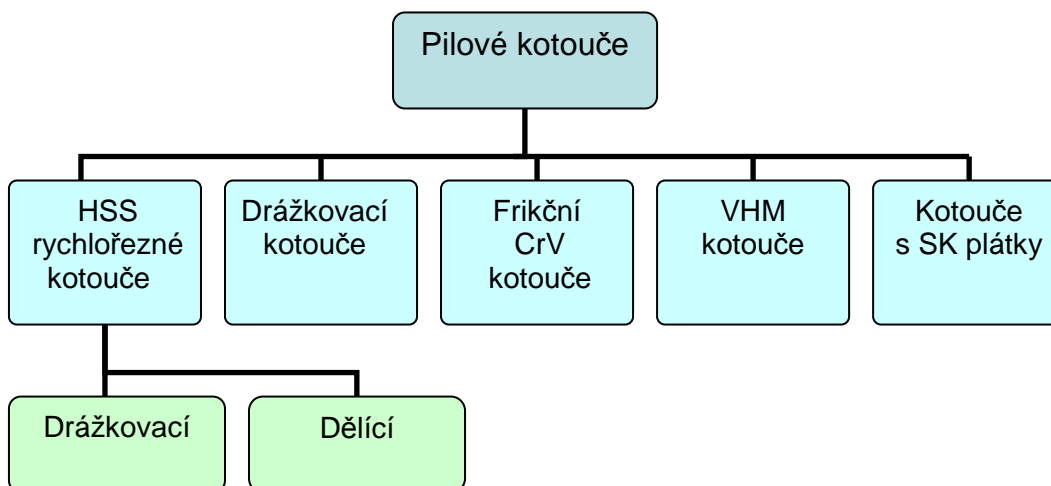 Pilové kotouče
HSS
rychlořezné
kotouče
Drážkovací
kotouče
Frikční
CrV
kotouče
VHM
kotouče
Kotouče
s SK plátky
Drážkovací
Dělící